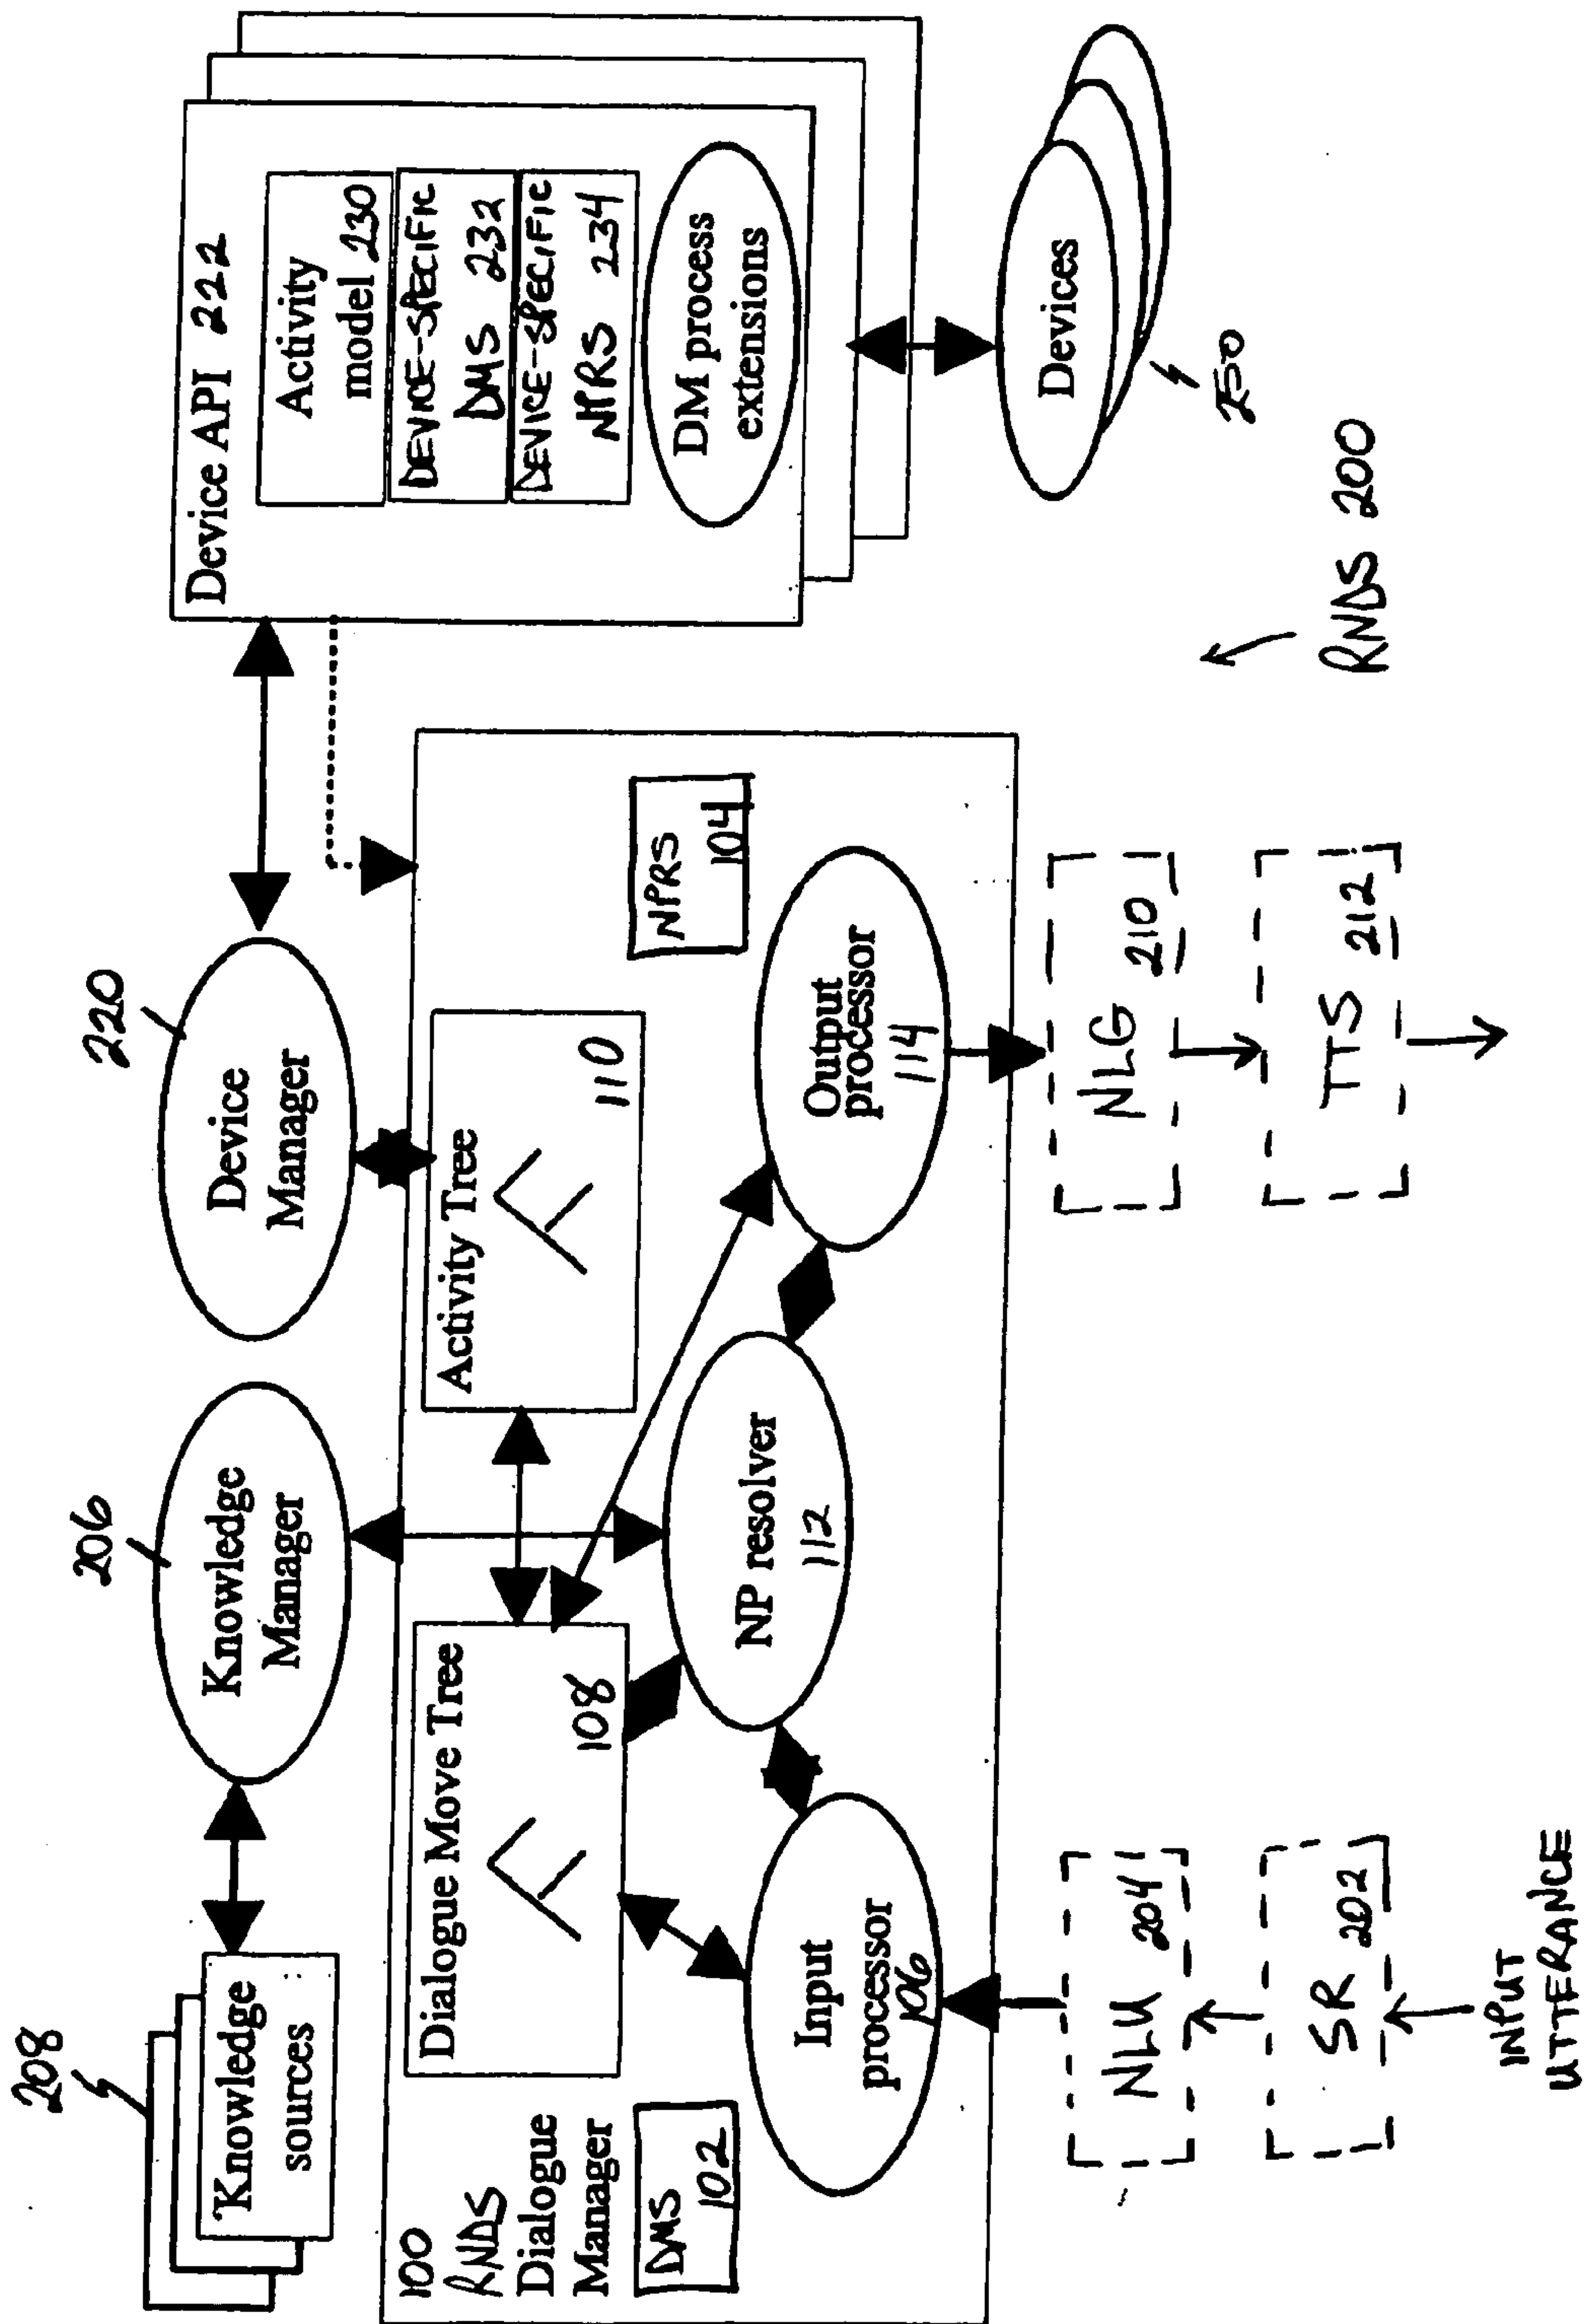 208
Knowledge
sources
206
Knowledge
Manager
220
Device
Manager
Device API 222
Activity
model 230
DEVICE-SPECIFIC
DMS 232
DEVICE-SPECIFIC
NPRS 234
DM process
extensions
Devices
250
100
RNDS
Dialogue
Manager
DMS
102
Dialogue Move Tree
108
Activity Tree
110
NPRS
104
Input
processor
106
NP resolver
112
Output
processor
114
NLU 204
SR 202
INPUT
UTTERANCE
NLG 210
TTS 212
RNDS 200